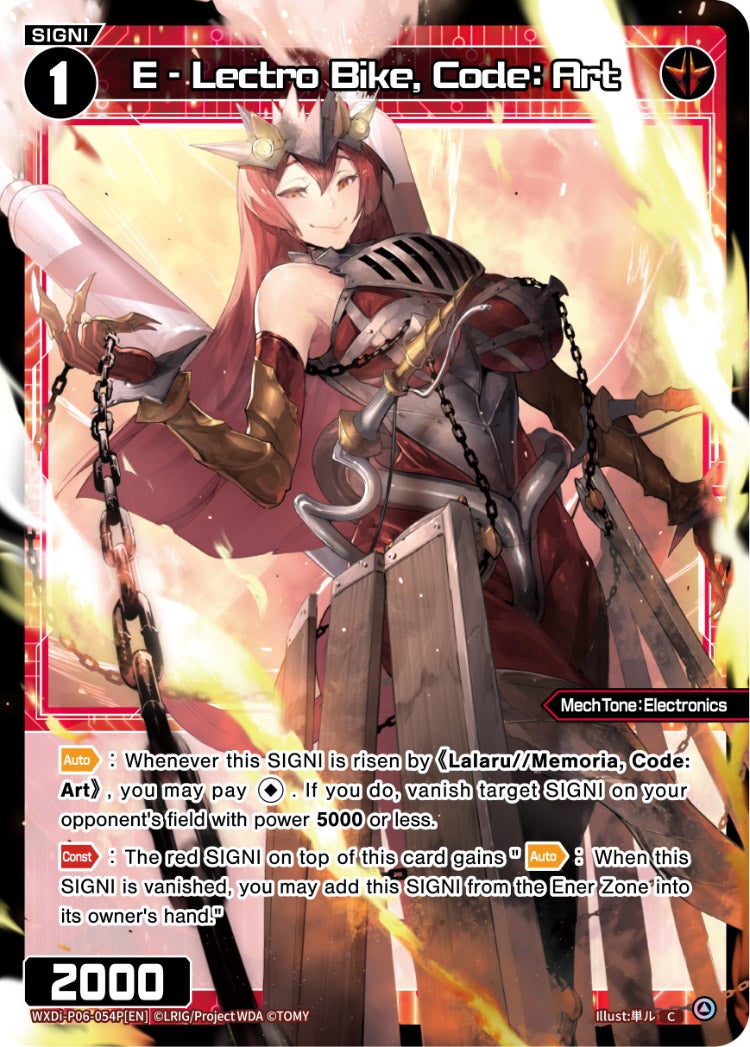 SIGNI
1
E - Lectro Bike, Code: Art
MechTone:Electronics
Auto : Whenever this SIGNI is risen by 《Lalaru//Memoria, Code:
Art》, you may pay ◆ . If you do, vanish target SIGNI on your
opponent's field with power 5000 or less.
Const : The red SIGNI on top of this card gains " Auto : When this
SIGNI is vanished, you may add this SIGNI from the Ener Zone into
its owner's hand."
2000
WXDi-P06-054P[EN] ©LRIG/Project WDA ©TOMY
Illust:単ル C